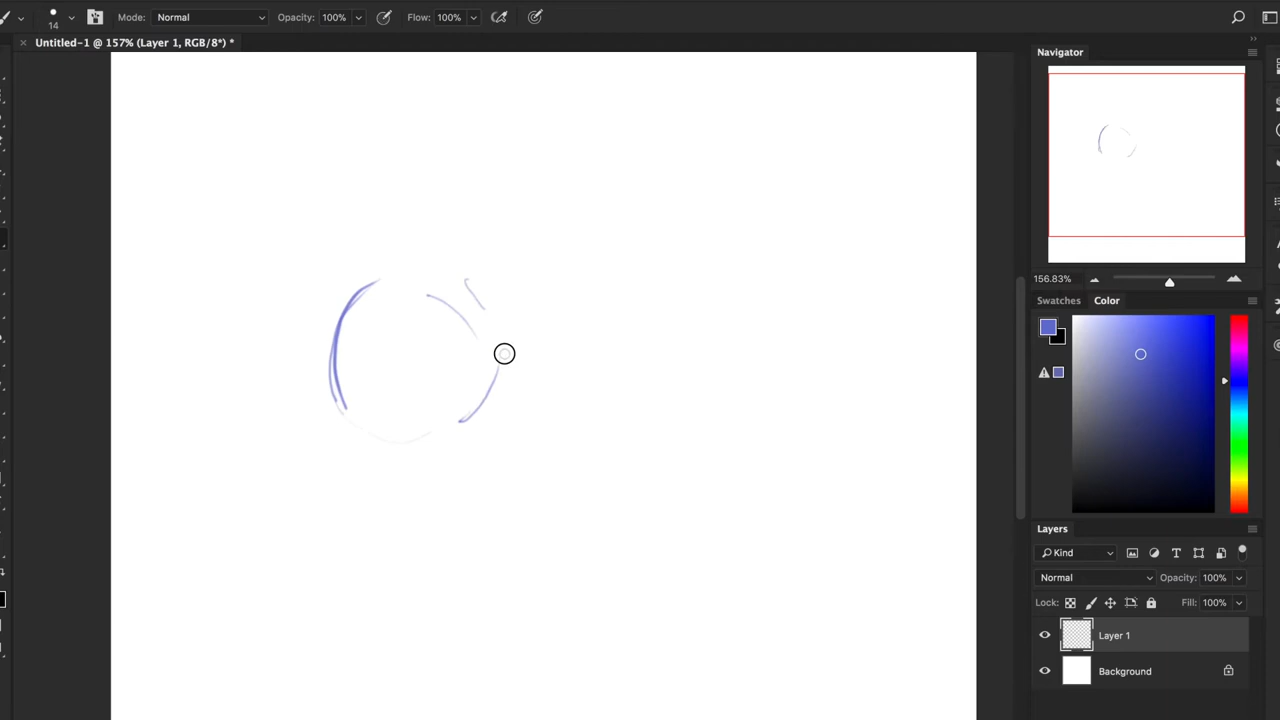 14
Mode: Normal Opacity: 100% Flow: 100%
Untitled-1 @ 157% (Layer 1, RGB/8*) *
Navigator
156.83%
Swatches Color
Layers
Kind
Normal Opacity: 100%
Lock: Fill: 100%
Layer 1
Background